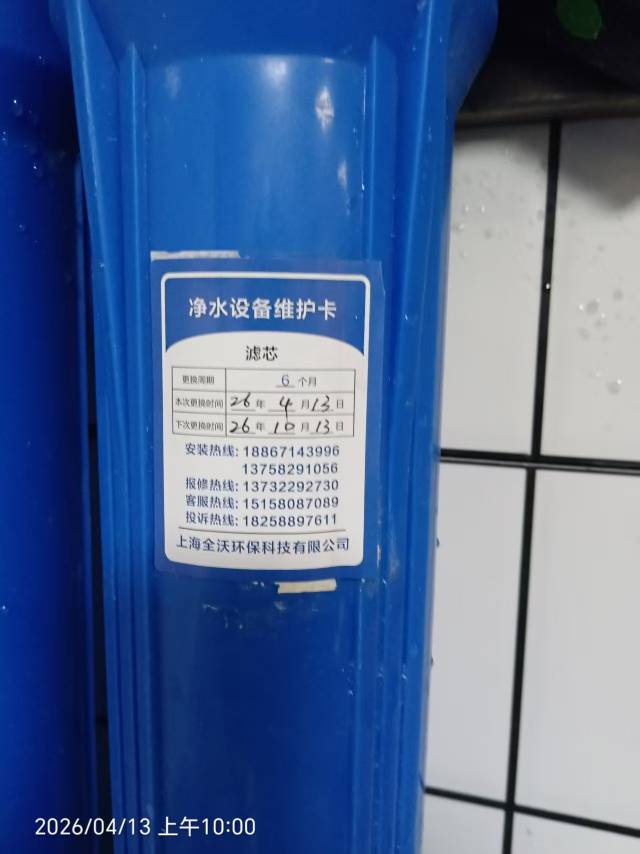 净水设备维护卡
滤芯
更换周期 6 个月
本次更换时间 26 年 4 月 13 日
下次更换时间 26 年 10 月 13 日
安装热线: 18867143996
13758291056
报修热线: 13732292730
客服热线: 15158087089
投诉热线: 18258897611
上海全沃环保科技有限公司
2026/04/13 上午10:00